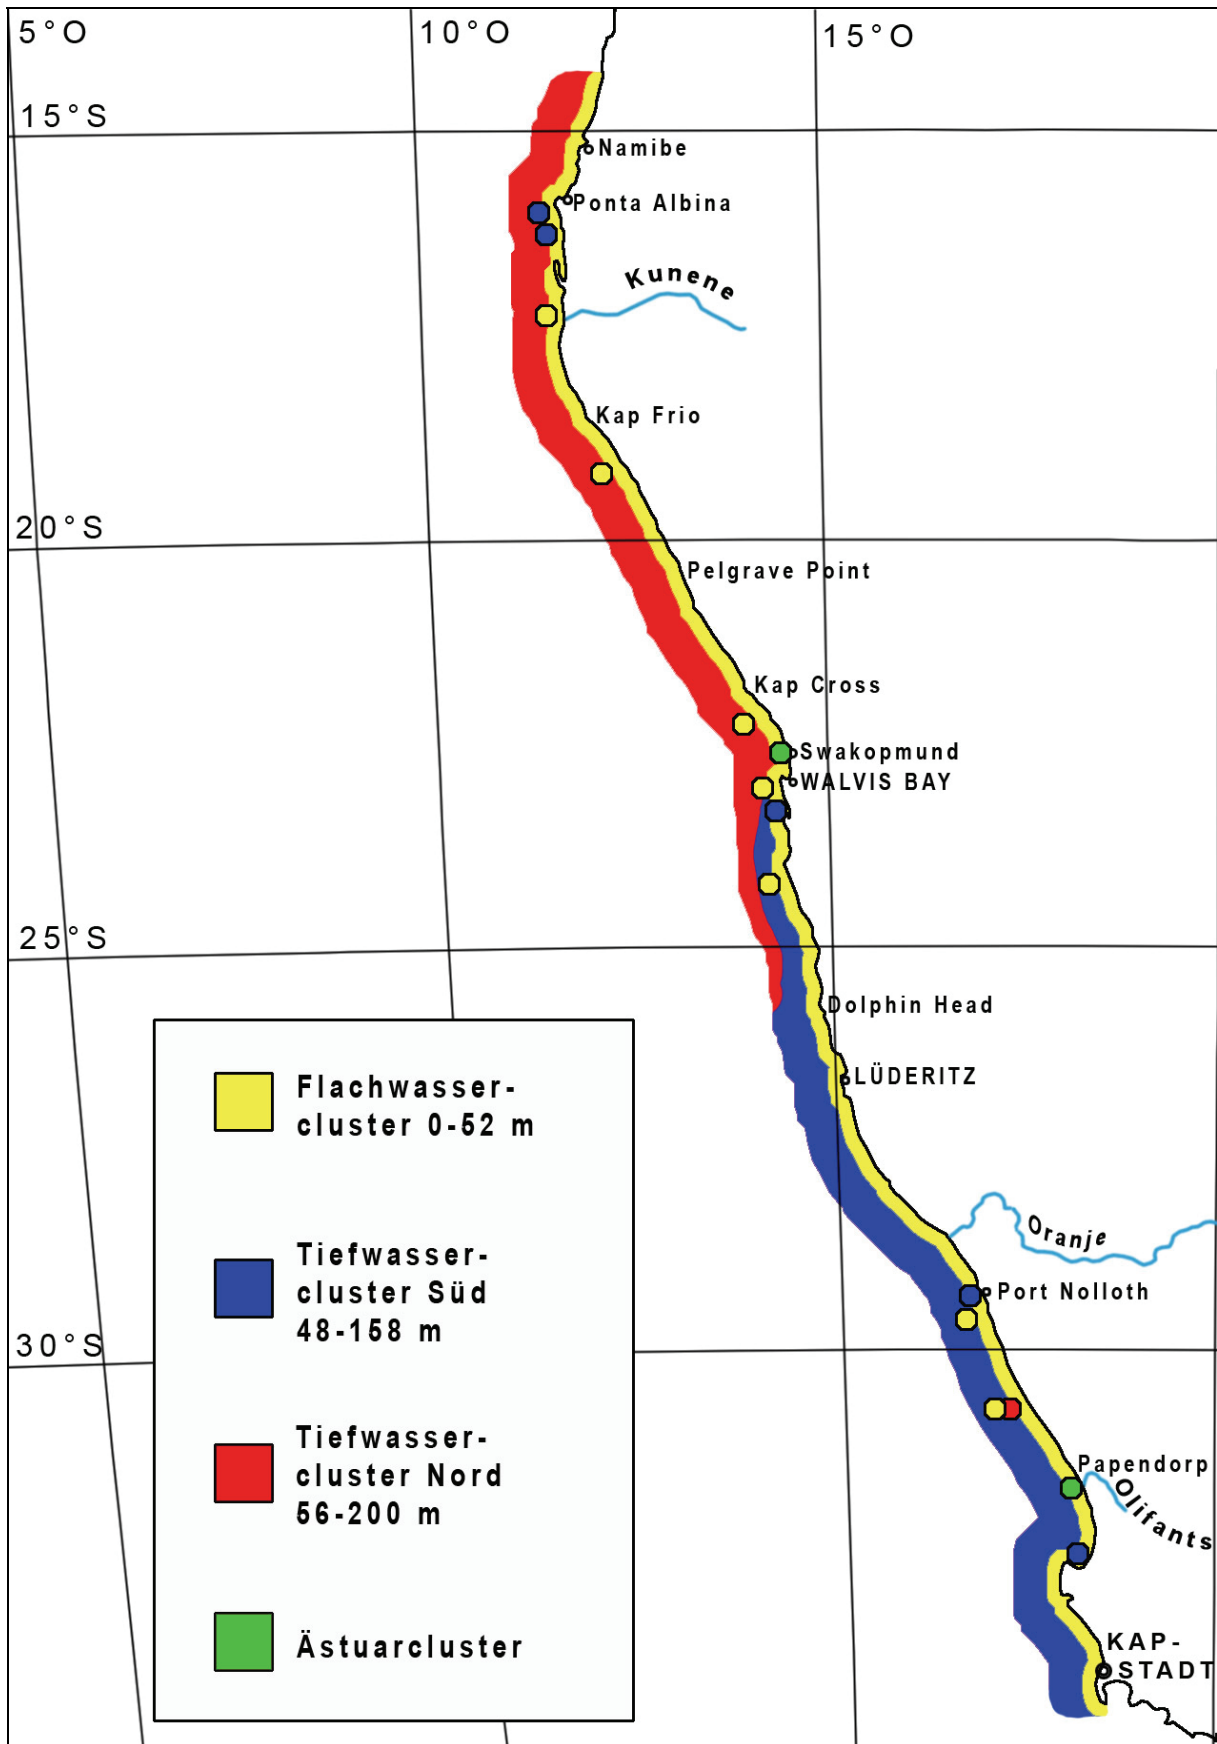 5°O
10°O
15°O
15°S
Namibe
Ponta Albina
Kunene
Kap Frio
20°S
Pelgrave Point
Kap Cross
Swakopmund
WALVIS BAY
25°S
Dolphin Head
LÜDERITZ
Oranje
Port Nolloth
30°S
Papendorp
Olifants
KAP-
STADT
Flachwasser-
cluster 0-52 m
Tiefwasser-
cluster Süd
48-158 m
Tiefwasser-
cluster Nord
56-200 m
Ästuarcluster